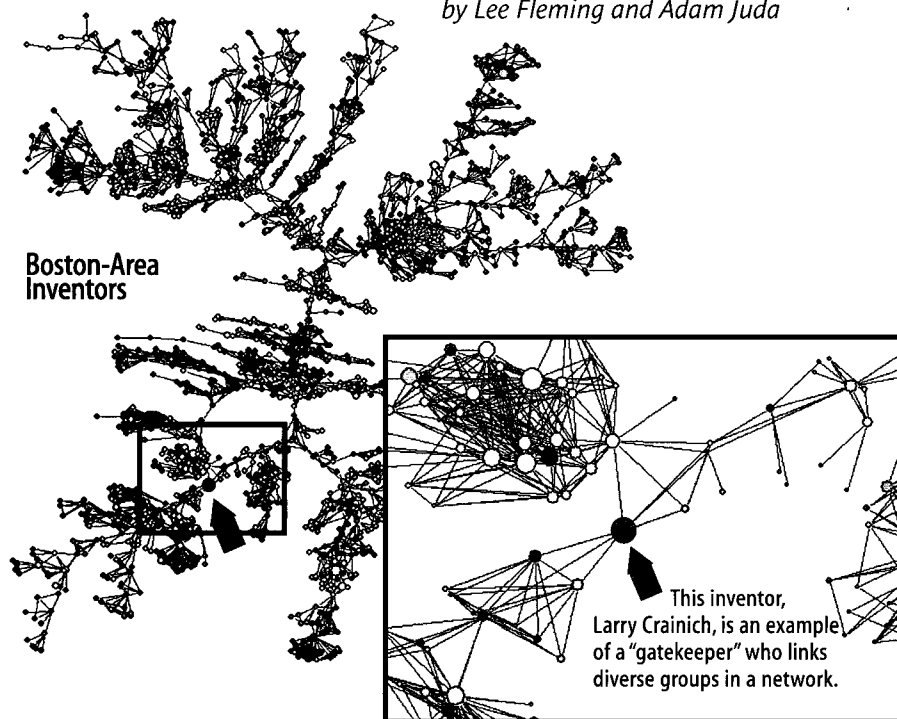 by Lee Fleming and Adam Juda
Boston-Area
Inventors
This inventor,
Larry Crainich, is an example
of a "gatekeeper" who links
diverse groups in a network.